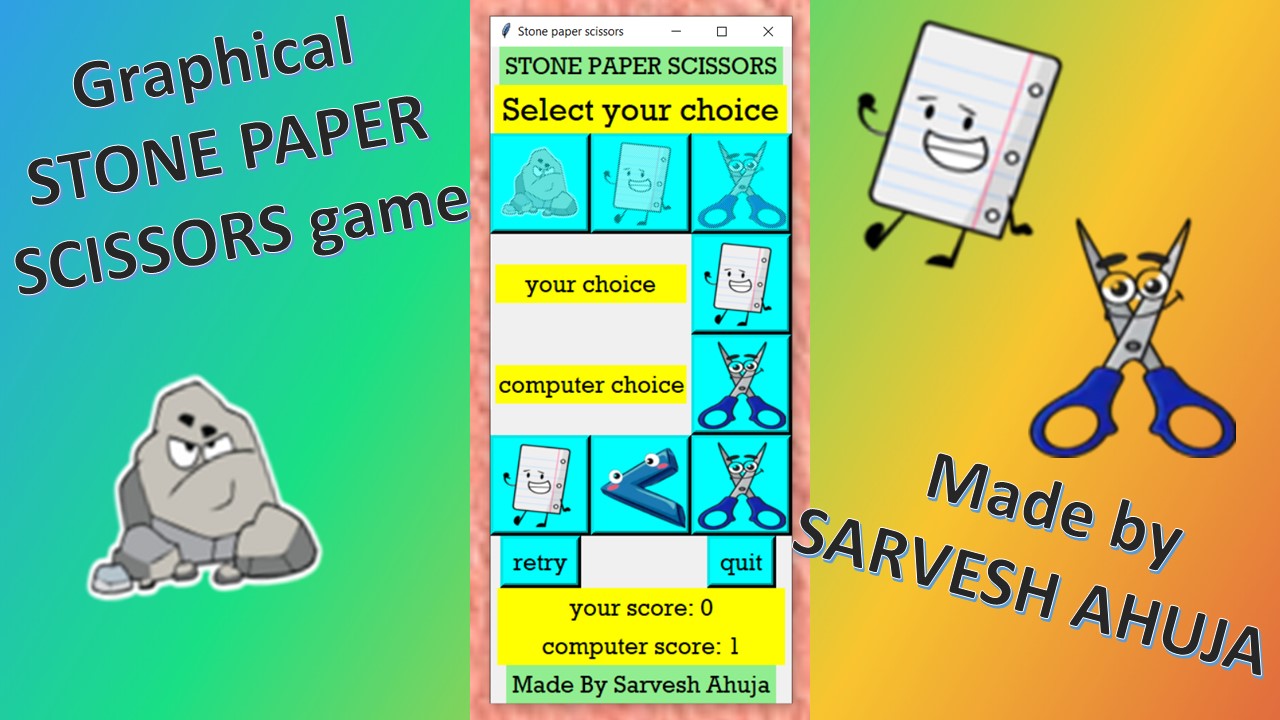 Graphical
STONE PAPER
SCISSORS game
Stone paper scissors
STONE PAPER SCISSORS
Select your choice
your choice
computer choice
retry
quit
your score: 0
computer score: 1
Made By Sarvesh Ahuja
Made by
SARVESH AHUJA